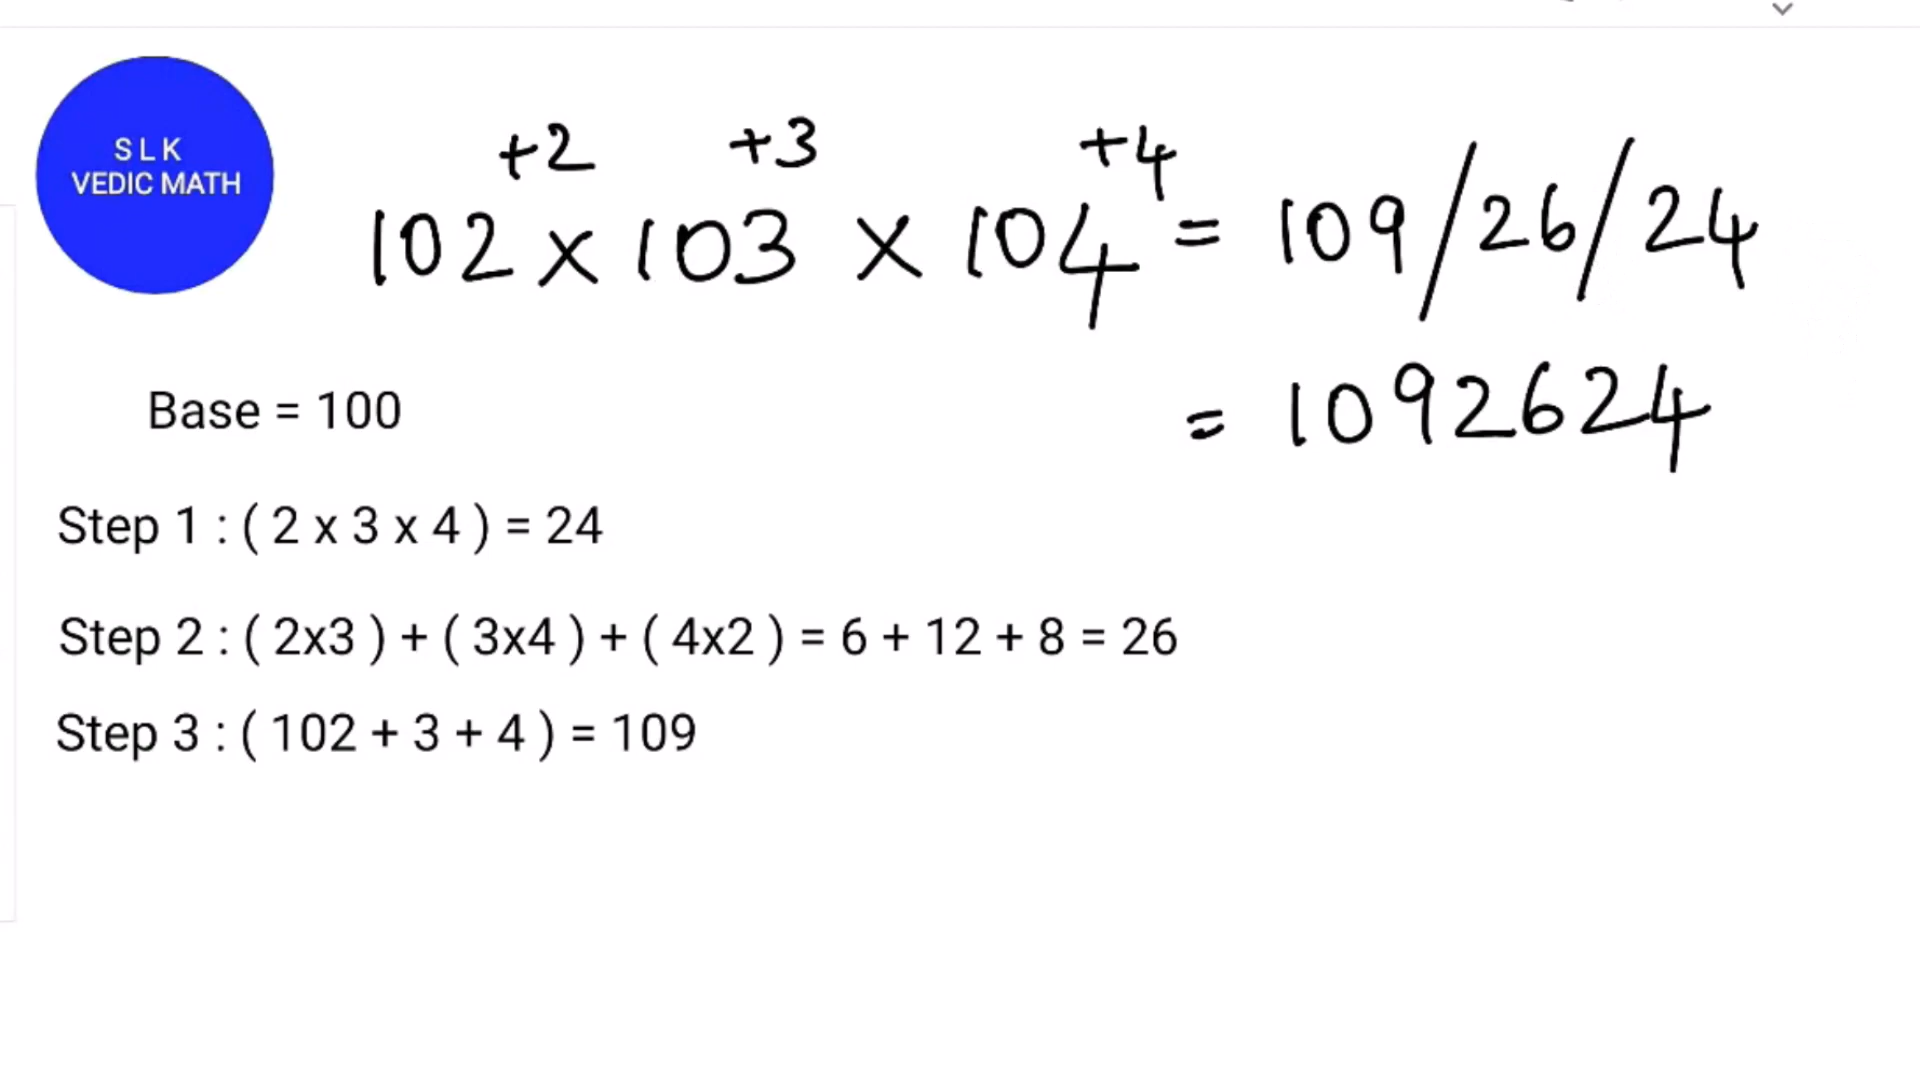 S L K
VEDIC MATH
+2 +3 +4
102 x 103 x 104 = 109/26/24
= 1092624
Base = 100
Step 1 : ( 2 x 3 x 4 ) = 24
Step 2 : ( 2x3 ) + ( 3x4 ) + ( 4x2 ) = 6 + 12 + 8 = 26
Step 3 : ( 102 + 3 + 4 ) = 109